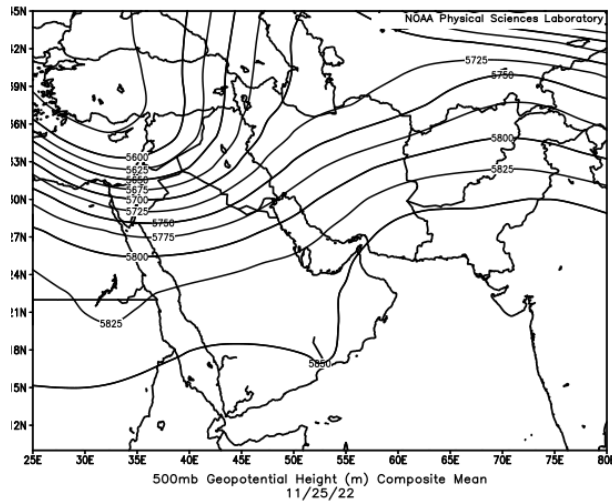 NOAA Physical Sciences Laboratory
45N
42N
39N
36N
33N
30N
27N
24N
21N
18N
15N
12N
5725
5750
5800
5825
5600
5625
5650
5675
5700
5725
5750
5775
5800
5825
5850
25E 30E 35E 40E 45E 50E 55E 60E 65E 70E 75E 80E
500mb Geopotential Height (m) Composite Mean
11/25/22